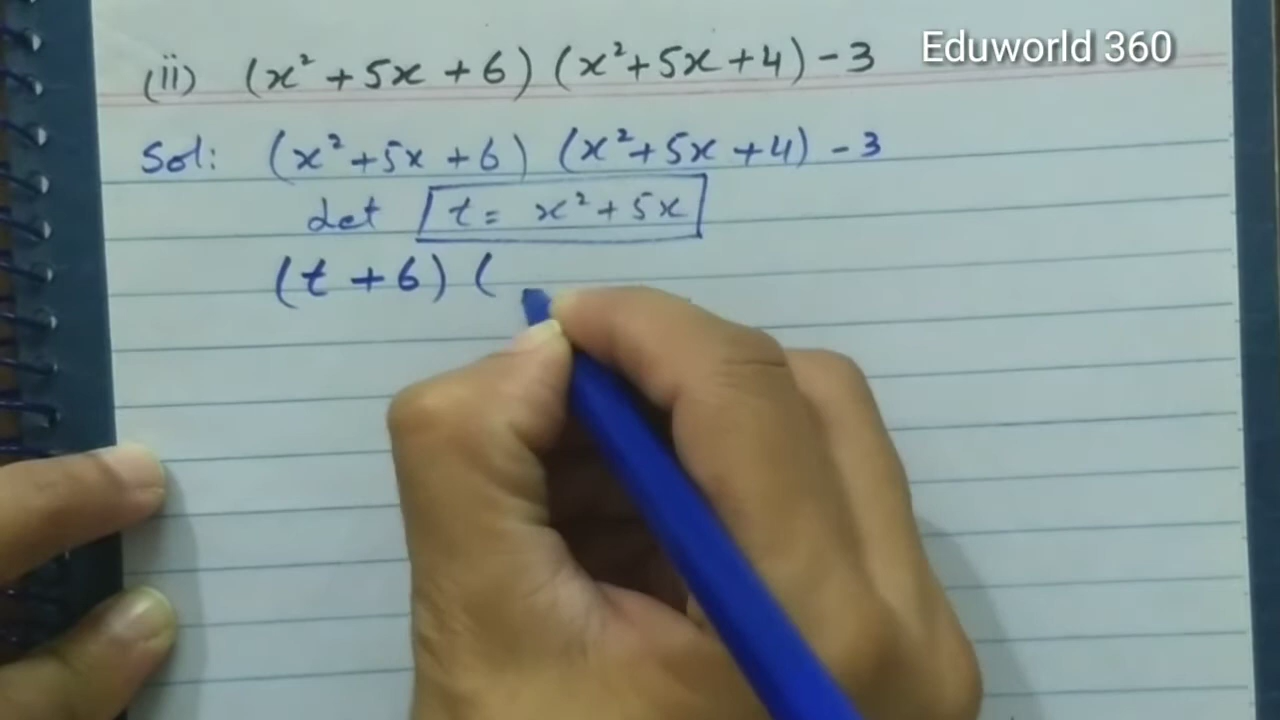 Eduworld 360
(ii) (x² + 5x + 6) (x² + 5x + 4) - 3
Sol: (x² + 5x + 6) (x² + 5x + 4) - 3
Let t = x² + 5x
(t + 6) (